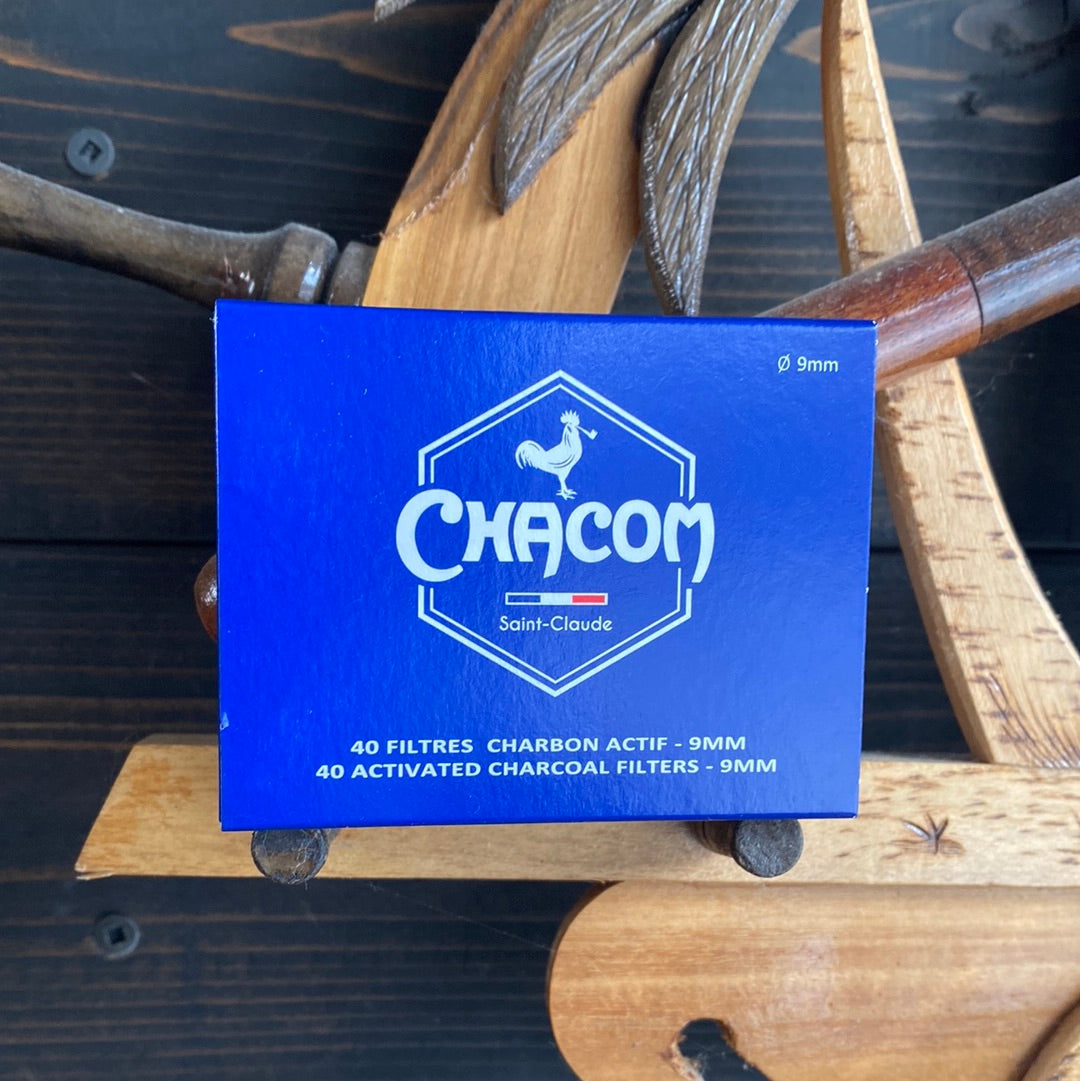 Ø 9mm
CHACOM
Saint-Claude
40 FILTRES CHARBON ACTIF - 9MM
40 ACTIVATED CHARCOAL FILTERS - 9MM